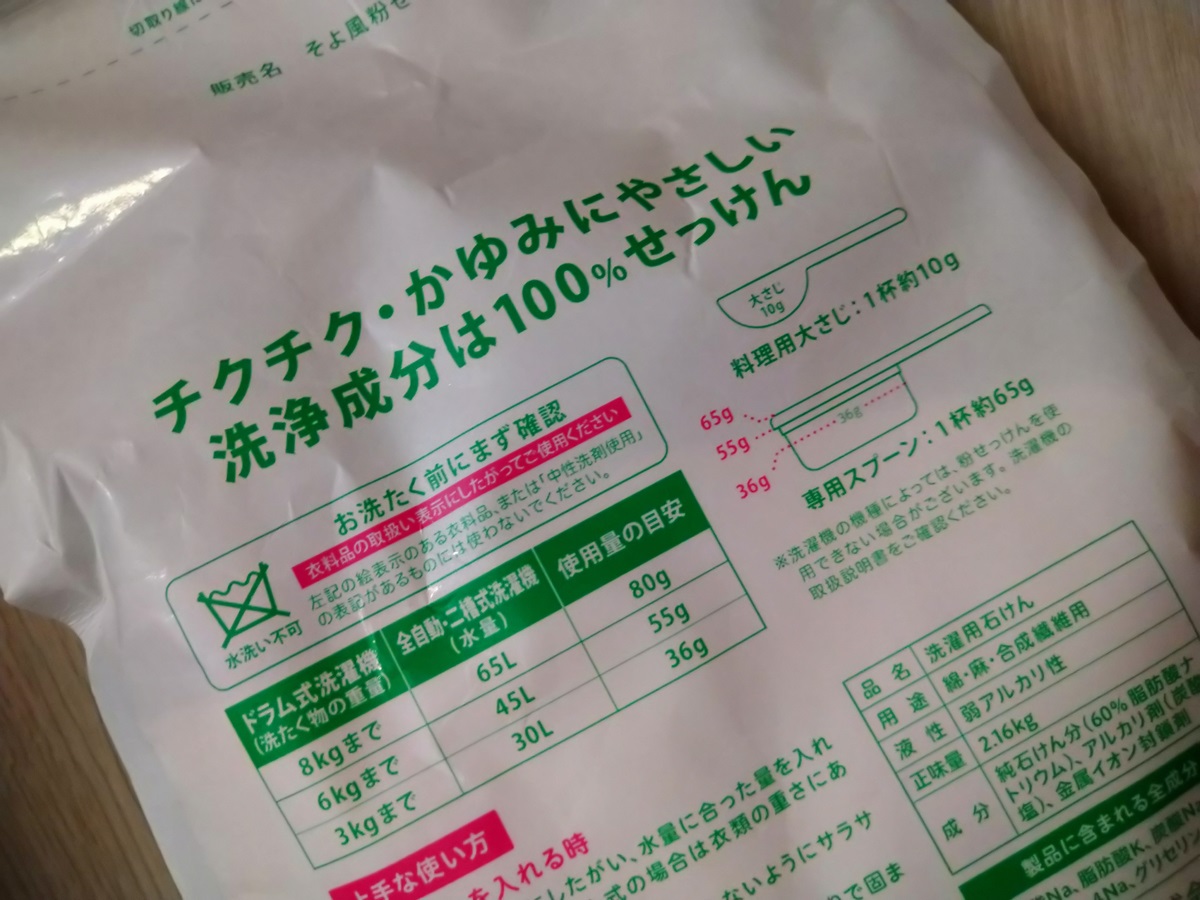 切取り線に
販売名 そよ風粉せ
チクチク・かゆみにやさしい
洗浄成分は100%せっけん
大さじ
10g
料理用大さじ：1杯約10g
65g
55g
36g
36g
専用スプーン：1杯約65g
※洗濯機の機種によっては、粉せっけんを使
用できない場合がございます。洗濯機の
取扱説明書をご確認ください。
お洗たく前にまず確認
衣料品の取扱い表示にしたがってご使用ください
左記の絵表示のある衣料品、または「中性洗剤使用」
の表記があるものには使わないでください。
水洗い不可
ドラム式洗濯機
(洗たく物の重量)
全自動・二槽式洗濯機
(水量)
使用量の目安
8kgまで 65L 80g
6kgまで 45L 55g
3kgまで 30L 36g
品名 洗濯用石けん
用途 綿・麻・合成繊維用
液性 弱アルカリ性
正味量 2.16kg
成分 純石けん分(60% 脂肪酸ナ
トリウム)、アルカリ剤(炭
塩)、金属イオン封鎖剤
製品に含まれる全成分
Na、脂肪酸K、炭酸N
4Na、グリセリン
上手な使い方
を入れる時
したがい、水量に合った量を入れ
式の場合は衣類の重さにあ
ないようにサラサ
で固ま